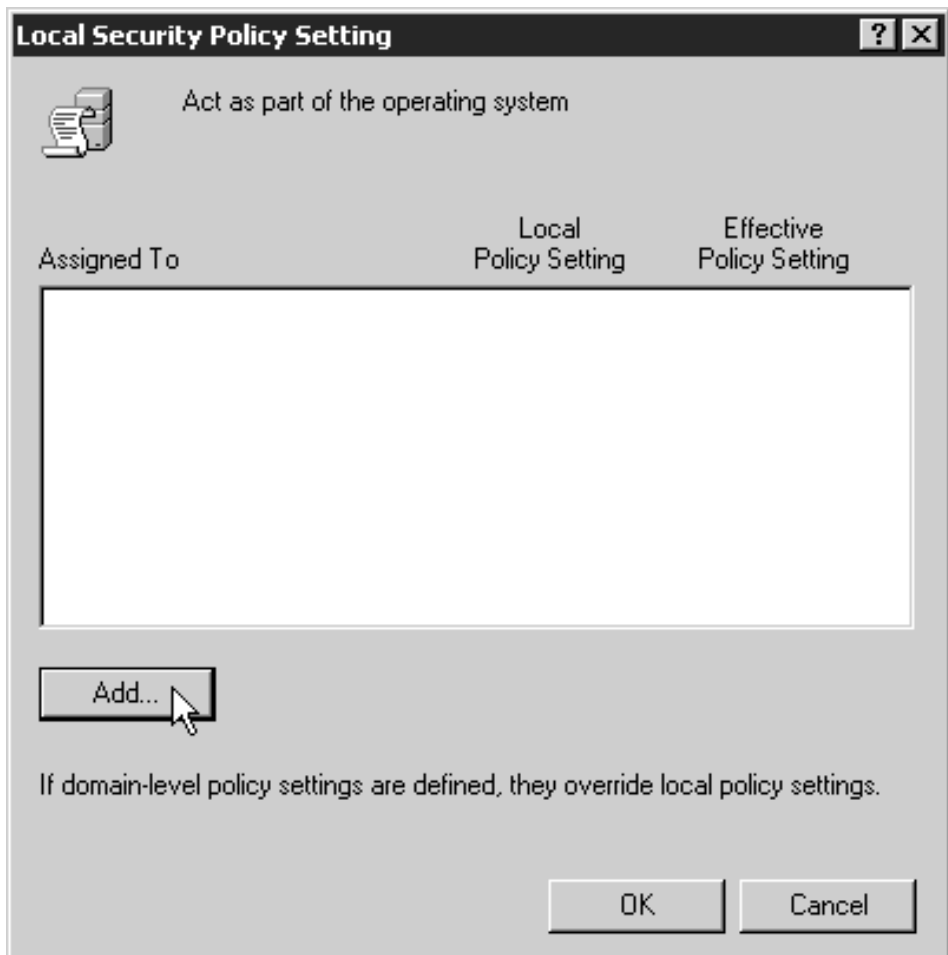 Local Security Policy Setting
?
Act as part of the operating system
Local
Effective
Assigned To
Policy Setting
Policy Setting
Add...
If domain-level policy settings are defined, they override local policy settings.
OK
Cancel